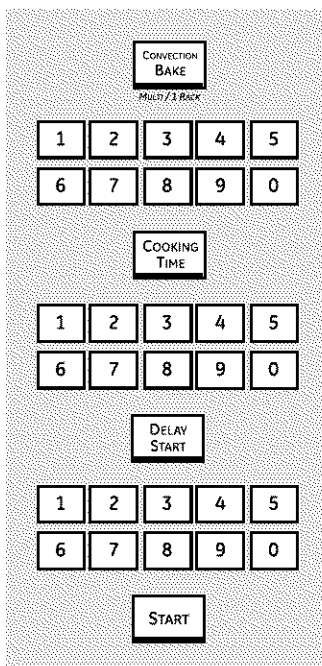 CONVECTION
BAKE
MULTI / 1 RACK
1 2 3 4 5
6 7 8 9 0
COOKING
TIME
1 2 3 4 5
6 7 8 9 0
DELAY
START
1 2 3 4 5
6 7 8 9 0
START